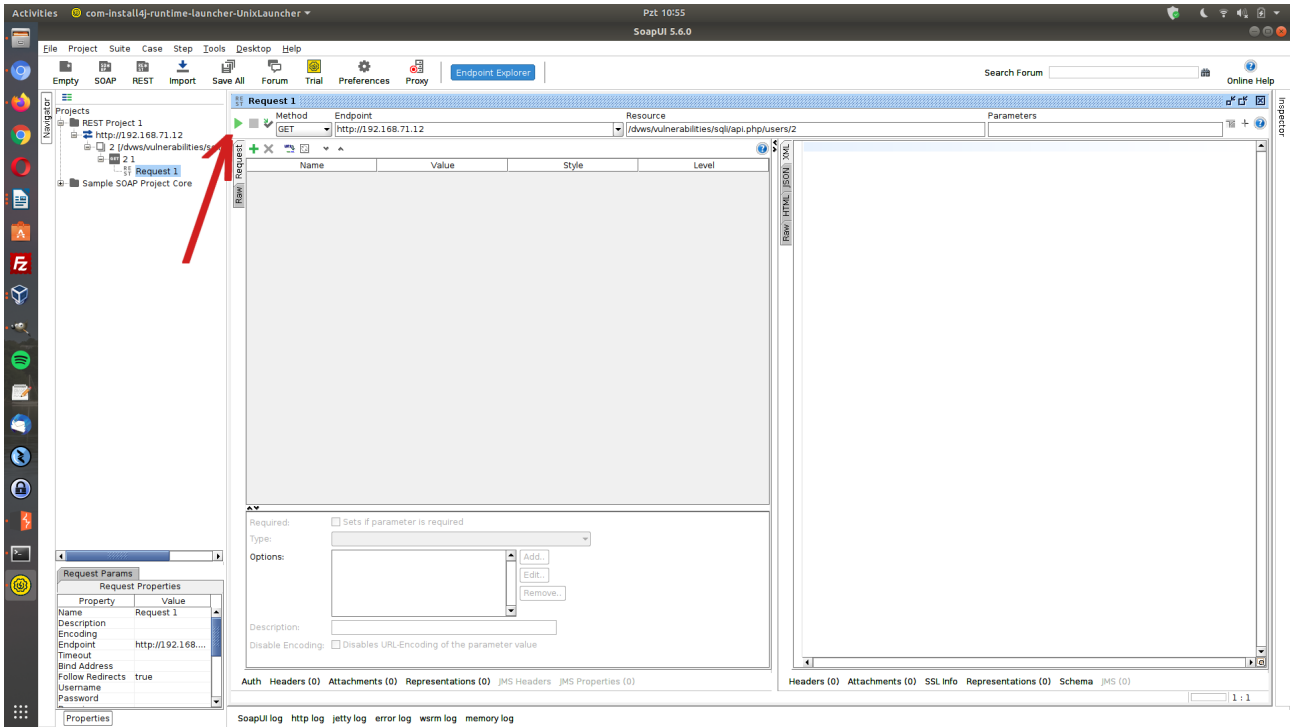 Activities com-install4j-runtime-launcher-UnixLauncher Pzt 10:55
SoapUI 5.6.0
File Project Suite Case Step Tools Desktop Help
Empty SOAP REST Import Save All Forum Trial Preferences Proxy Endpoint Explorer Search Forum Online Help
Navigator
Projects
REST Project 1
http://192.168.71.12
2 [/dws/vulnerabilities/s
2 1
Request 1
Sample SOAP Project Core
Request 1
Method Endpoint Resource Parameters
GET http://192.168.71.12 /dws/vulnerabilities/sqli/api.php/users/2
Request
Raw
Name Value Style Level
Required: Sets if parameter is required
Type:
Options: Add..
Edit..
Remove..
Description:
Disable Encoding: Disables URL-Encoding of the parameter value
Auth Headers (0) Attachments (0) Representations (0) JMS Headers JMS Properties (0)
XML
JSON
HTML
Raw
Headers (0) Attachments (0) SSL Info Representations (0) Schema JMS (0)
1 : 1
Inspector
Request Params
Request Properties
Property Value
Name Request 1
Description
Encoding
Endpoint http://192.168....
Timeout
Bind Address
Follow Redirects true
Username
Password
Properties
SoapUI log http log jetty log error log wsrm log memory log